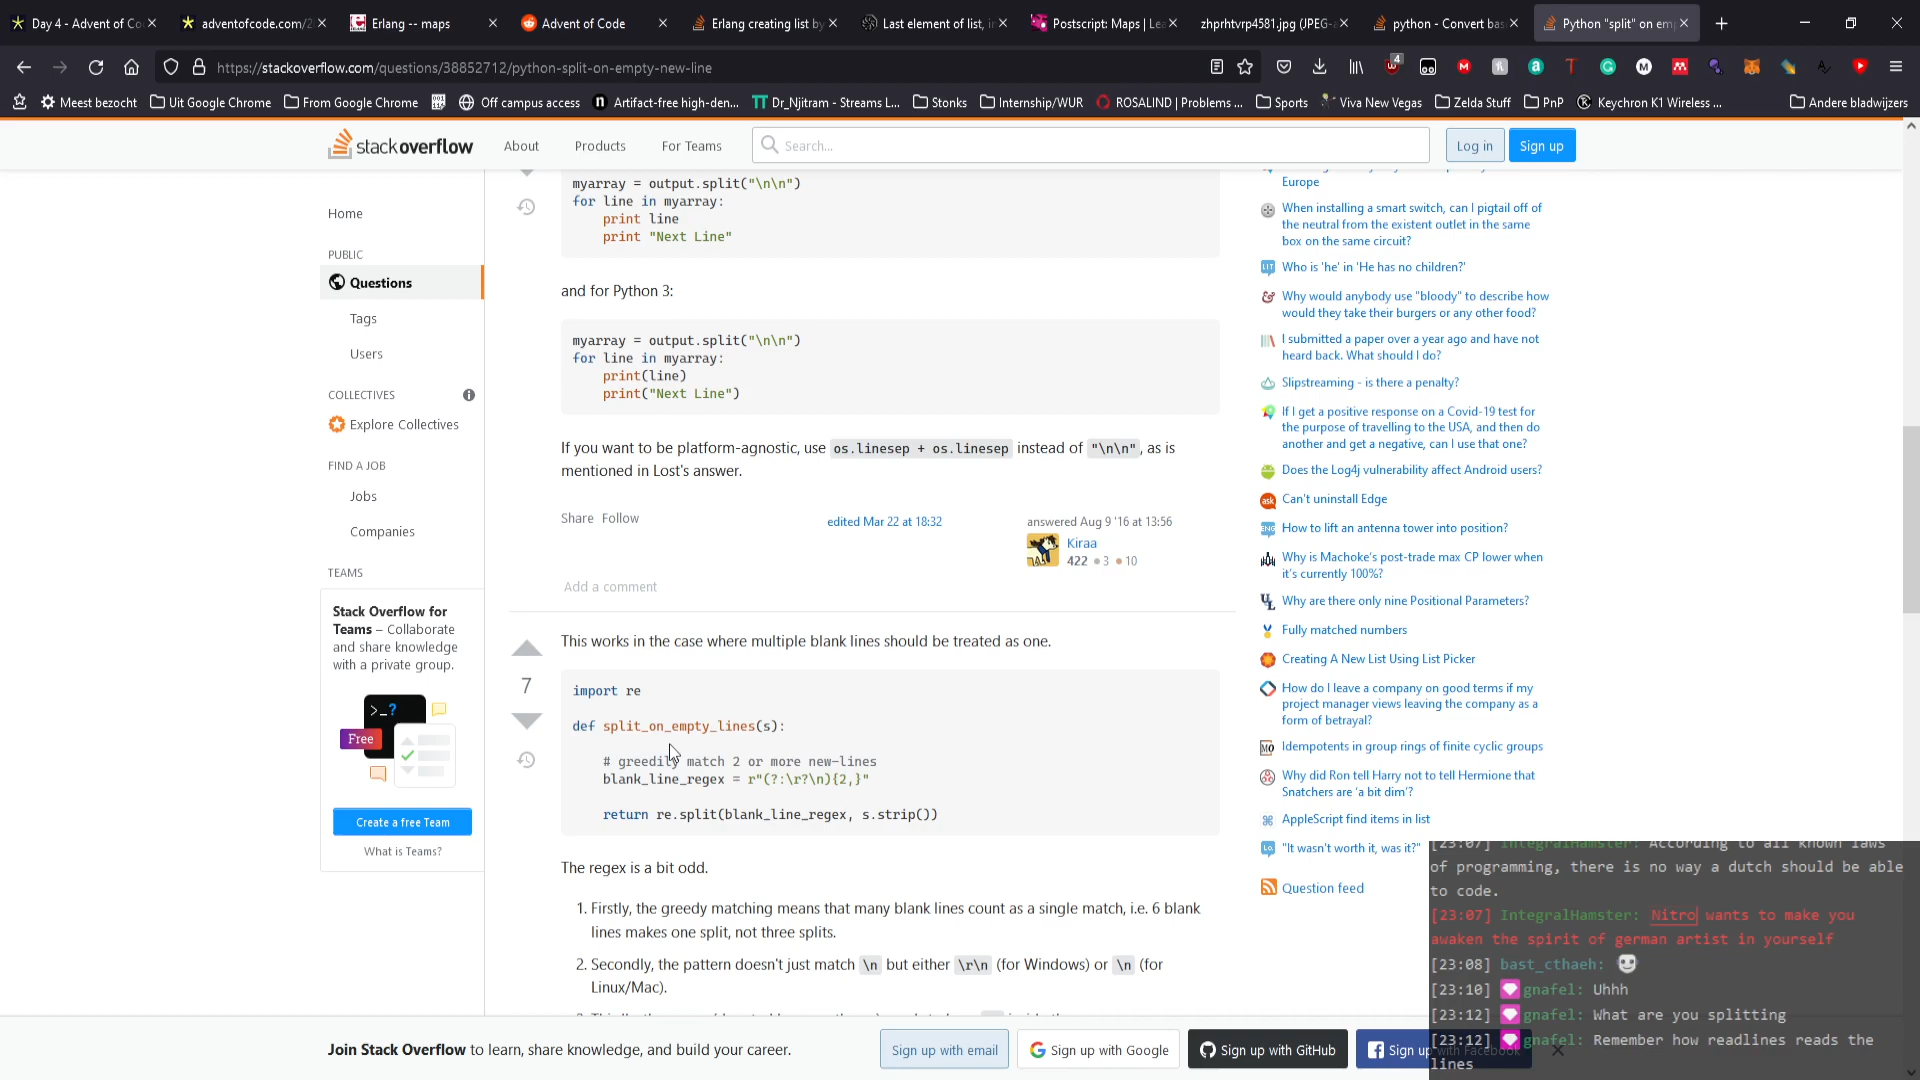 Day 4 - Advent of Co
adventofcode.com/2
Erlang -- maps
Advent of Code
Erlang creating list by
Last element of list, i
Postscript: Maps | Lea
zhprhtvrp4581.jpg (JPEG-
python - Convert bas
Python "split" on emp
https://stackoverflow.com/questions/38852712/python-split-on-empty-new-line
4
Meest bezocht
Uit Google Chrome
From Google Chrome
Off campus access
Artifact-free high-den...
Dr_Njitram - Streams L...
Stonks
Internship/WUR
ROSALIND | Problems ...
Sports
Viva New Vegas
Zelda Stuff
PnP
Keychron K1 Wireless ...
Andere bladwijzers
stackoverflow
About
Products
For Teams
Search...
Log in
Sign up
Home
PUBLIC
Questions
Tags
Users
COLLECTIVES
Explore Collectives
FIND A JOB
Jobs
Companies
TEAMS
Stack Overflow for
Teams – Collaborate
and share knowledge
with a private group.
>_?
Free
Create a free Team
What is Teams?
myarray = output.split("\n\n")
for line in myarray:
print line
print "Next Line"
and for Python 3:
myarray = output.split("\n\n")
for line in myarray:
print(line)
print("Next Line")
If you want to be platform-agnostic, use os.linesep + os.linesep instead of "\n\n", as is
mentioned in Lost's answer.
Share Follow
edited Mar 22 at 18:32
answered Aug 9 '16 at 13:56
Kiraa
422 3 10
Add a comment
7
This works in the case where multiple blank lines should be treated as one.
import re
def split_on_empty_lines(s):
# greedily match 2 or more new-lines
blank_line_regex = r"(?:\r?\n){2,}"
return re.split(blank_line_regex, s.strip())
The regex is a bit odd.
1. Firstly, the greedy matching means that many blank lines count as a single match, i.e. 6 blank
lines makes one split, not three splits.
2. Secondly, the pattern doesn't just match \n but either \r\n (for Windows) or \n (for
Linux/Mac).
Europe
When installing a smart switch, can I pigtail off of
the neutral from the existent outlet in the same
box on the same circuit?
Who is 'he' in 'He has no children?'
Why would anybody use "bloody" to describe how
would they take their burgers or any other food?
I submitted a paper over a year ago and have not
heard back. What should I do?
Slipstreaming - is there a penalty?
If I get a positive response on a Covid-19 test for
the purpose of travelling to the USA, and then do
another and get a negative, can I use that one?
Does the Log4j vulnerability affect Android users?
Can't uninstall Edge
How to lift an antenna tower into position?
Why is Machoke's post-trade max CP lower when
it's currently 100%?
Why are there only nine Positional Parameters?
Fully matched numbers
Creating A New List Using List Picker
How do I leave a company on good terms if my
project manager views leaving the company as a
form of betrayal?
Idempotents in group rings of finite cyclic groups
Why did Ron tell Harry not to tell Hermione that
Snatchers are 'a bit dim'?
AppleScript find items in list
"It wasn't worth it, was it?"
Question feed
[23:07] IntegralHamster: According to all known laws
of programming, there is no way a dutch should be able
to code.
[23:07] IntegralHamster: Nitro wants to make you
awaken the spirit of german artist in yourself
[23:08] bast_cthaeh:
[23:10] gnafel: Uhhh
[23:12] gnafel: What are you splitting
[23:12] gnafel: Remember how readlines reads the
lines
Join Stack Overflow to learn, share knowledge, and build your career.
Sign up with email
Sign up with Google
Sign up with GitHub
Sign up with Facebook